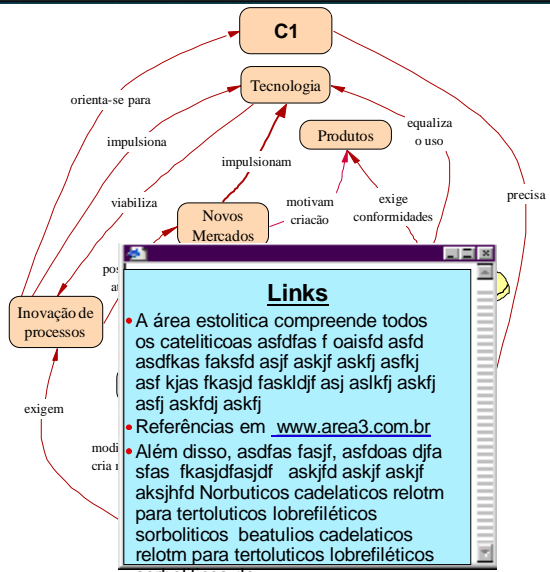 C1
Tecnologia
orienta-se para
equaliza
o uso
Produtos
impulsiona
impulsionam
precisa
viabiliza
motivam
criacão
exige
conformidades
Novos
Mercados
Inovação de
processos
exigem
Links
A área estolitica compreende todos
os cateliticoas asfdfas f oaisfd asfd
asdfkas faksfd asjf askjf askfj asfkj
asf kjas fkasjd faskldjf asj aslkfj askfj
asfj askfdj askfj
Referências em www.area3.com.br
Além disso, asdfas fasjf, asfdoas djfa
sfas fkasjdfasjdf askjfd askjf askjf
aksjhfd Norbuticos cadelaticos relotm
para tertoluticos lobrefiléticos
sorboliticos beatulios cadelaticos
relotm para tertoluticos lobrefiléticos